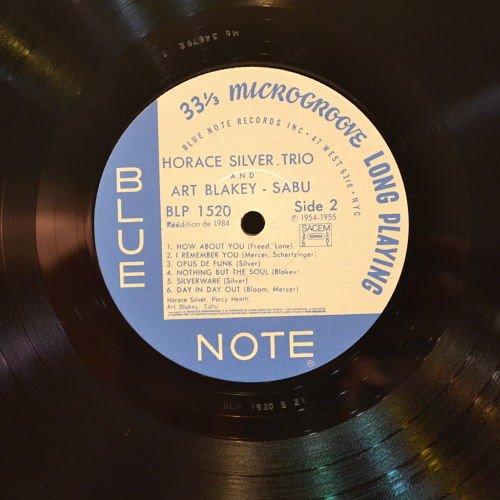 33⅓ MICROGROOVE LONG PLAYING
BLUE NOTE RECORDS INC • 47 WEST 63rd • NYC
HORACE SILVER TRIO
AND
ART BLAKEY - SABU
BLP 1520
Side 2
Réédition de 1984
℗ 1954-1955
SACEM
1. HOW ABOUT YOU (Freed, Lane)
2. I REMEMBER YOU (Mercer, Schertzinger)
3. OPUS DE FUNK (Silver)
4. NOTHING BUT THE SOUL (Blakey)
5. SILVERWARE (Silver)
6. DAY IN DAY OUT (Bloom, Mercer)
Horace Silver, Percy Heath,
Art Blakey, Sabu
BLUE
NOTE
BLP 1520 B 21